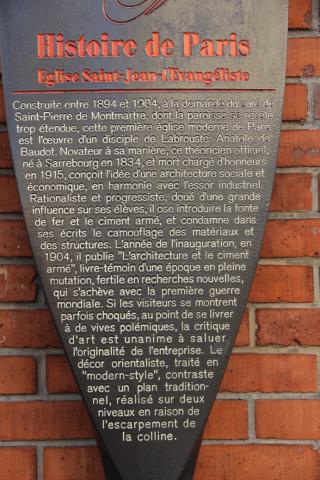 Histoire de Paris
Eglise Saint-Jean-l'Evangéliste
Construite entre 1894 et 1904, à la demande du curé de
Saint-Pierre de Montmartre, dont la paroisse se révèle
trop étendue, cette première église moderne de Paris
est l'œuvre d'un disciple de Labrouste: Anatole de
Baudot. Novateur à sa manière, ce théoricien officiel,
né à Sarrebourg en 1834, et mort chargé d'honneurs
en 1915, conçoit l'idée d'une architecture sociale et
économique, en harmonie avec l'essor industriel.
Rationaliste et progressiste, doué d'une grande
influence sur ses élèves, il ose introduire la fonte
de fer et le ciment armé, et condamne dans
ses écrits le camouflage des matériaux et
des structures. L'année de l'inauguration, en
1904, il publie "L'architecture et le ciment
armé", livre-témoin d'une époque en pleine
mutation, fertile en recherches nouvelles,
qui s'achève avec la première guerre
mondiale. Si les visiteurs se montrent
parfois choqués, au point de se livrer
à de vives polémiques, la critique
d'art est unanime à saluer
l'originalité de l'entreprise. Le
décor orientaliste, traité en
"modern-style", contraste
avec un plan tradition-
nel, réalisé sur deux
niveaux en raison de
l'escarpement de
la colline.